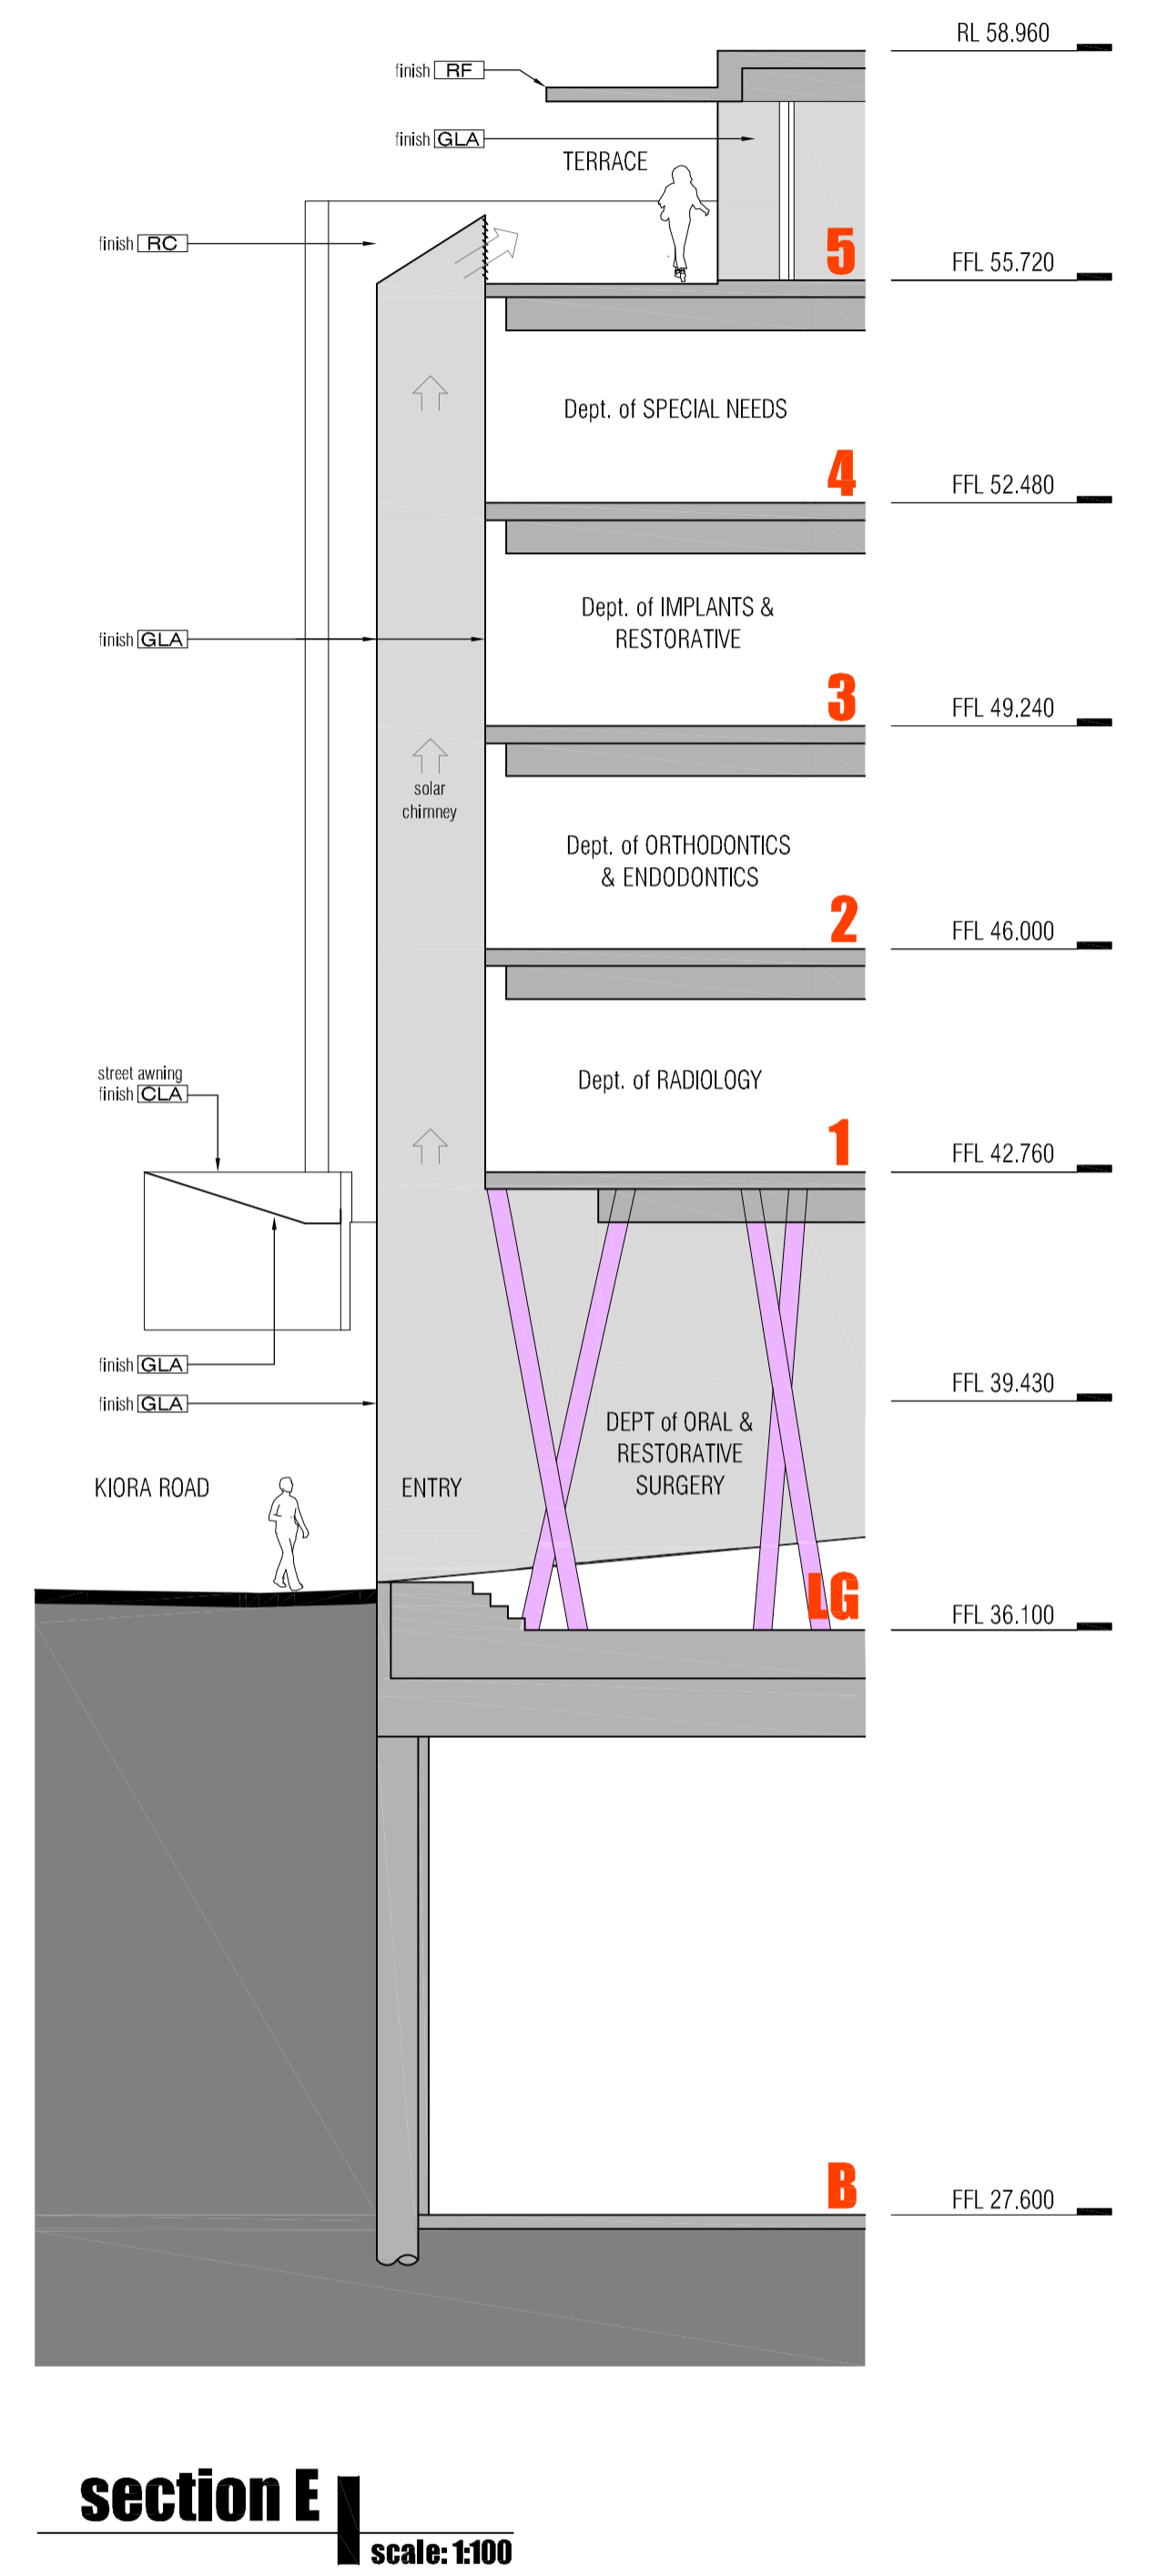 RL 58.960
finish RF
finish GLA
TERRACE
finish RC
5
FFL 55.720
Dept. of SPECIAL NEEDS
4
FFL 52.480
Dept. of IMPLANTS &
RESTORATIVE
finish GLA
3
FFL 49.240
solar
chimney
Dept. of ORTHODONTICS
& ENDODONTICS
2
FFL 46.000
street awning
finish CLA
Dept. of RADIOLOGY
1
FFL 42.760
finish GLA
finish GLA
FFL 39.430
DEPT of ORAL &
RESTORATIVE
SURGERY
KIORA ROAD
ENTRY
LG
FFL 36.100
B
FFL 27.600
section E
scale: 1:100